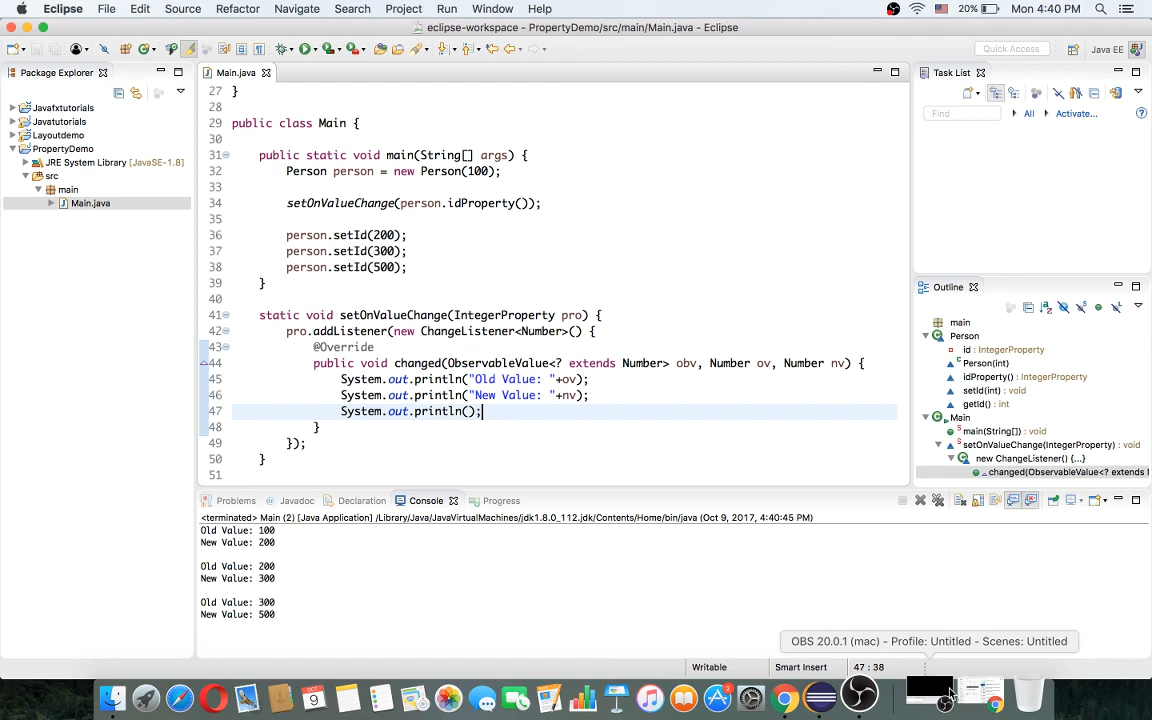 Eclipse File Edit Source Refactor Navigate Search Project Run Window Help 20% Mon 4:40 PM
eclipse-workspace - PropertyDemo/src/main/Main.java - Eclipse
Quick Access Java EE
Package Explorer
Javafxtutorials
Javatutorials
Layoutdemo
PropertyDemo
JRE System Library [JavaSE-1.8]
src
main
Main.java
Main.java
27 }
28
29 public class Main {
30
31 public static void main(String[] args) {
32 Person person = new Person(100);
33
34 setOnValueChange(person.idProperty());
35
36 person.setId(200);
37 person.setId(300);
38 person.setId(500);
39 }
40
41 static void setOnValueChange(IntegerProperty pro) {
42 pro.addListener(new ChangeListener<Number>() {
43 @Override
44 public void changed(ObservableValue<? extends Number> obv, Number ov, Number nv) {
45 System.out.println("Old Value: "+ov);
46 System.out.println("New Value: "+nv);
47 System.out.println();
48 }
49 });
50 }
51
Task List
Find All Activate...
Outline
main
Person
id : IntegerProperty
Person(int)
idProperty() : IntegerProperty
setId(int) : void
getId() : int
Main
main(String[]) : void
setOnValueChange(IntegerProperty) : void
new ChangeListener() {...}
changed(ObservableValue<? extends
Problems Javadoc Declaration Console Progress
<terminated> Main (2) [Java Application] /Library/Java/JavaVirtualMachines/jdk1.8.0_112.jdk/Contents/Home/bin/java (Oct 9, 2017, 4:40:45 PM)
Old Value: 100
New Value: 200
Old Value: 200
New Value: 300
Old Value: 300
New Value: 500
OBS 20.0.1 (mac) - Profile: Untitled - Scenes: Untitled
Writable Smart Insert 47 : 38
OCT
9